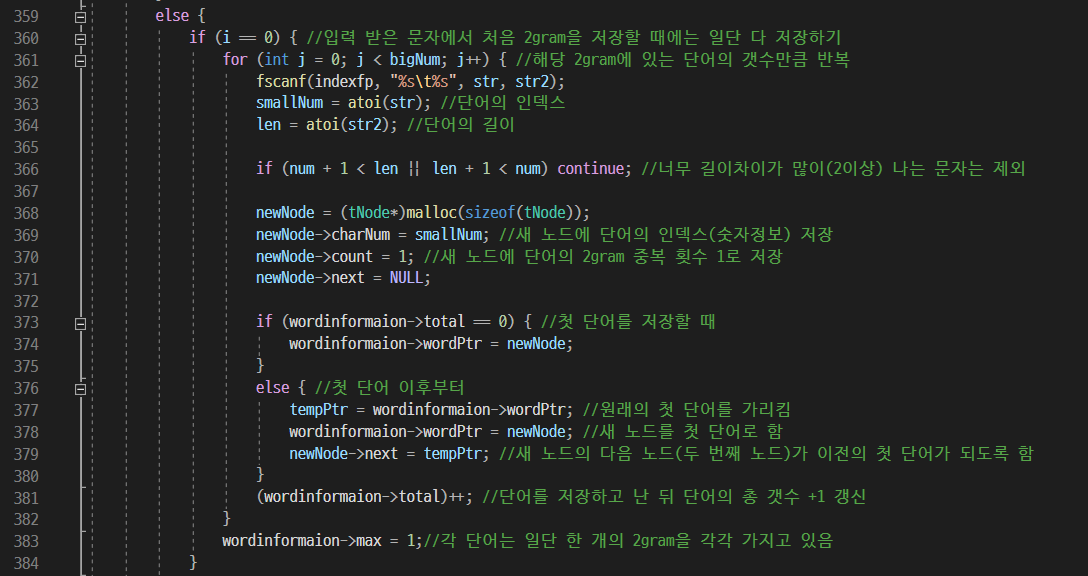 359 else {
360 if (i == 0) { //입력 받은 문자에서 처음 2gram을 저장할 때에는 일단 다 저장하기
361 for (int j = 0; j < bigNum; j++) { //해당 2gram에 있는 단어의 갯수만큼 반복
362 fscanf(indexfp, "%s\t%s", str, str2);
363 smallNum = atoi(str); //단어의 인덱스
364 len = atoi(str2); //단어의 길이
365
366 if (num + 1 < len || len + 1 < num) continue; //너무 길이차이가 많이(2이상) 나는 문자는 제외
367
368 newNode = (tNode*)malloc(sizeof(tNode));
369 newNode->charNum = smallNum; //새 노드에 단어의 인덱스(숫자정보) 저장
370 newNode->count = 1; //새 노드에 단어의 2gram 중복 횟수 1로 저장
371 newNode->next = NULL;
372
373 if (wordinformaion->total == 0) { //첫 단어를 저장할 때
374 wordinformaion->wordPtr = newNode;
375 }
376 else { //첫 단어 이후부터
377 tempPtr = wordinformaion->wordPtr; //원래의 첫 단어를 가리킴
378 wordinformaion->wordPtr = newNode; //새 노드를 첫 단어로 함
379 newNode->next = tempPtr; //새 노드의 다음 노드(두 번째 노드)가 이전의 첫 단어가 되도록 함
380 }
381 (wordinformaion->total)++; //단어를 저장하고 난 뒤 단어의 총 갯수 +1 갱신
382 }
383 wordinformaion->max = 1;//각 단어는 일단 한 개의 2gram을 각각 가지고 있음
384 }